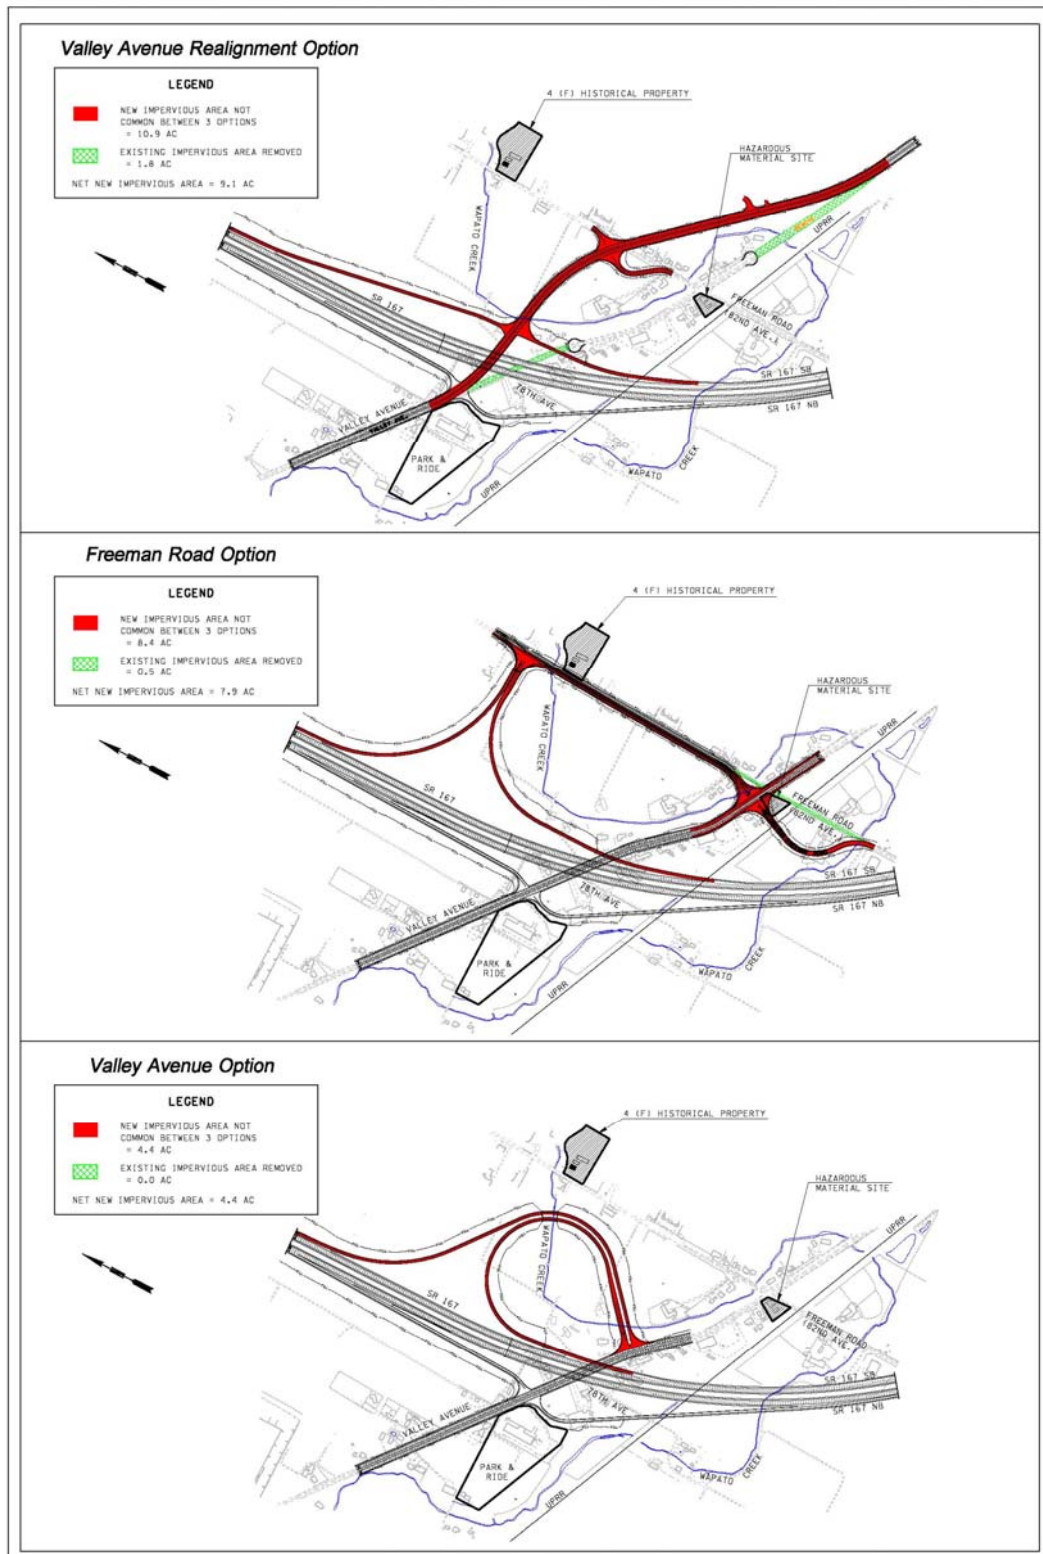 Valley Avenue Realignment Option
LEGEND
NEW IMPERVIOUS AREA NOT
COMMON BETWEEN 3 OPTIONS
= 10.9 AC
EXISTING IMPERVIOUS AREA REMOVED
= 1.8 AC
NET NEW IMPERVIOUS AREA = 9.1 AC
4 (F) HISTORICAL PROPERTY
HAZARDOUS
MATERIAL SITE
WAPATO CREEK
UPRR
SR 167
FREEMAN ROAD
(82ND AVE.)
SR 167 SB
SR 167 NB
78TH AVE
VALLEY AVENUE
VALLEY AVE.
PARK &
RIDE
UPRR
WAPATO
CREEK
Freeman Road Option
LEGEND
NEW IMPERVIOUS AREA NOT
COMMON BETWEEN 3 OPTIONS
= 8.4 AC
EXISTING IMPERVIOUS AREA REMOVED
= 0.5 AC
NET NEW IMPERVIOUS AREA = 7.9 AC
4 (F) HISTORICAL PROPERTY
HAZARDOUS
MATERIAL SITE
WAPATO CREEK
UPRR
SR 167
FREEMAN ROAD
(82ND AVE.)
SR 167 SB
SR 167 NB
78TH AVE
VALLEY AVENUE
PARK &
RIDE
UPRR
WAPATO
CREEK
Valley Avenue Option
LEGEND
NEW IMPERVIOUS AREA NOT
COMMON BETWEEN 3 OPTIONS
= 4.4 AC
EXISTING IMPERVIOUS AREA REMOVED
= 0.0 AC
NET NEW IMPERVIOUS AREA = 4.4 AC
4 (F) HISTORICAL PROPERTY
HAZARDOUS
MATERIAL SITE
WAPATO CREEK
UPRR
SR 167
FREEMAN ROAD
(82ND AVE.)
SR 167 SB
SR 167 NB
78TH AVE
VALLEY AVENUE
PARK &
RIDE
UPRR
WAPATO
CREEK